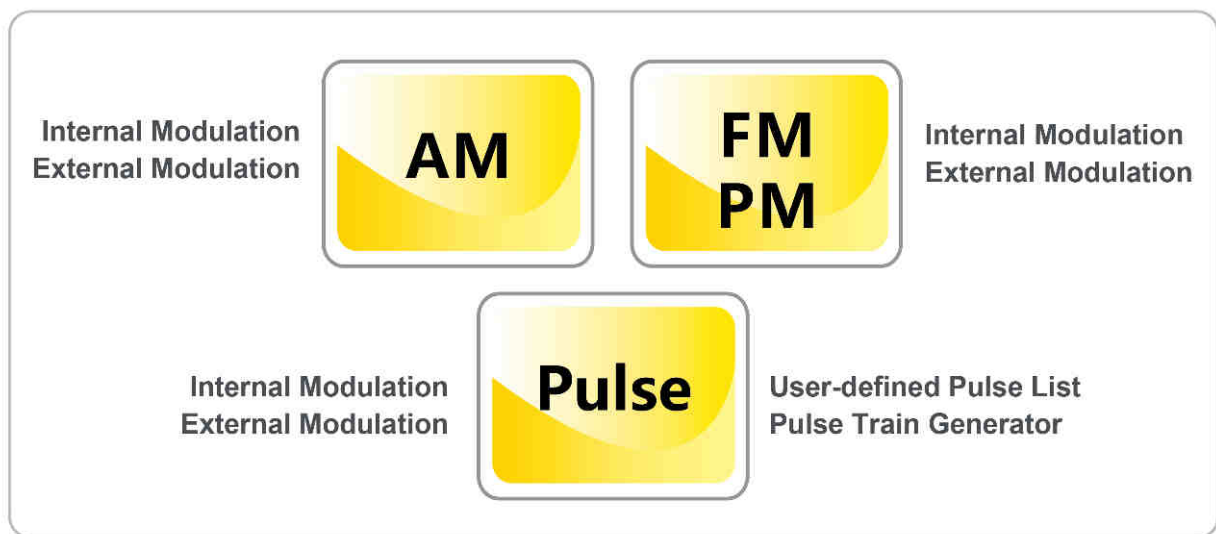 Internal Modulation
External Modulation
AM
FM
PM
Internal Modulation
External Modulation
Internal Modulation
External Modulation
Pulse
User-defined Pulse List
Pulse Train Generator